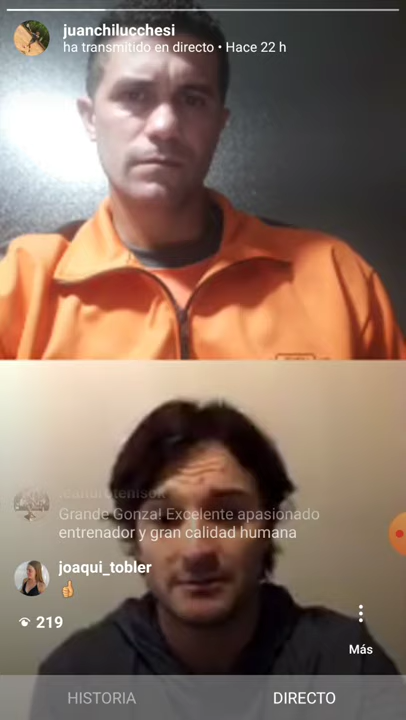 juanchilucchesi
ha transmitido en directo • Hace 22 h
leandrotenisok
Grande Gonza! Excelente apasionado
entrenador y gran calidad humana
joaqui_tobler
219
Más
HISTORIA
DIRECTO